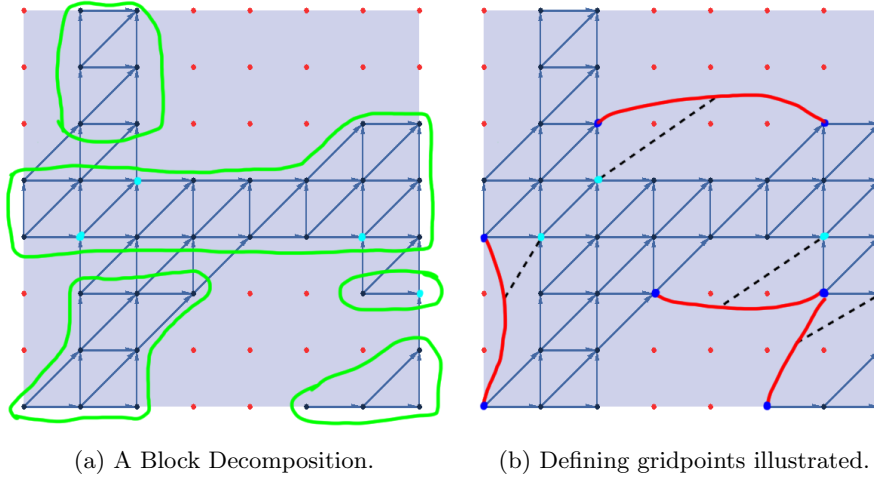 (a) A Block Decomposition.
(b) Defining gridpoints illustrated.